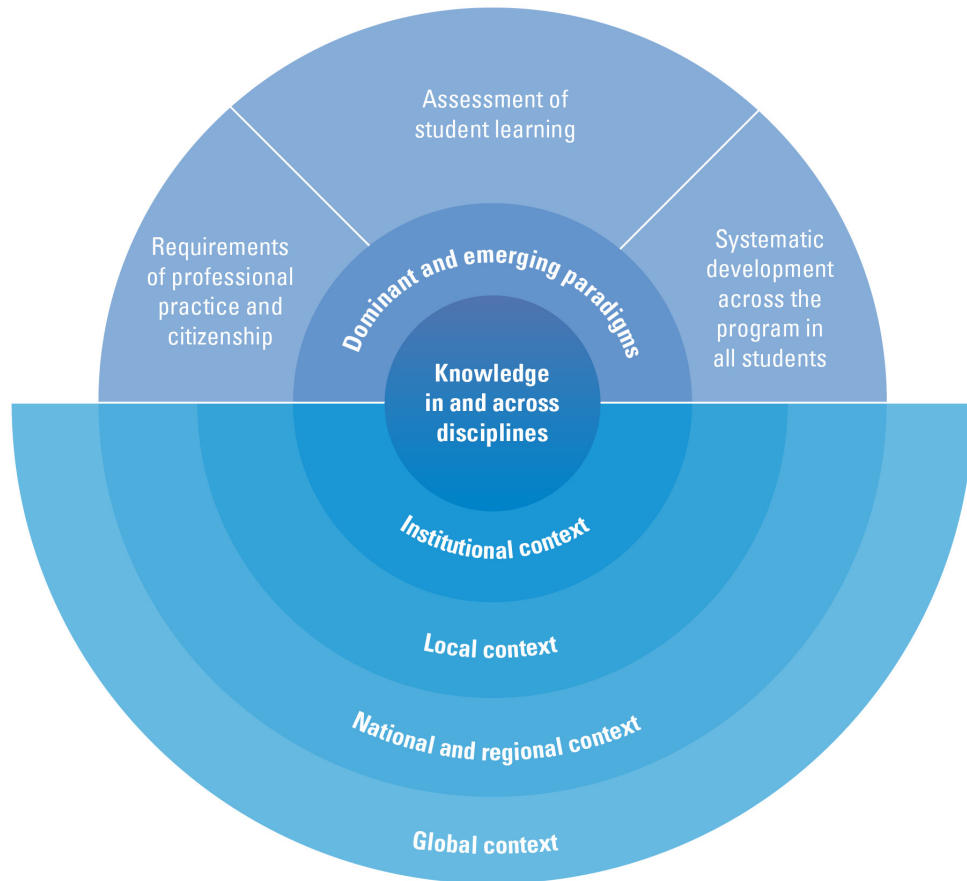 Assessment of
student learning
Requirements
of professional
practice and
citizenship
Dominant and emerging paradigms
Systematic
development
across the
program in
all students
Knowledge
in and across
disciplines
Institutional context
Local context
National and regional context
Global context